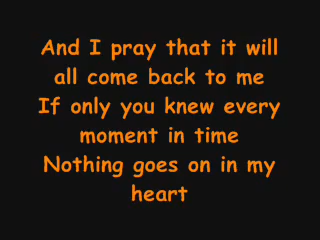 And I pray that it will
all come back to me
If only you knew every
moment in time
Nothing goes on in my
heart